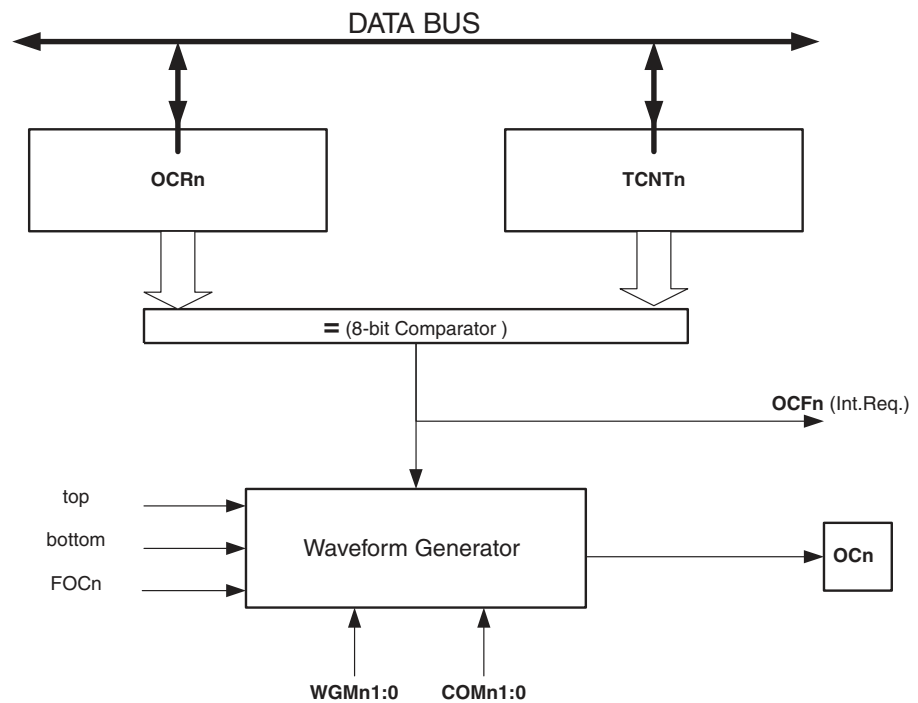 DATA BUS
OCRn
TCNTn
= (8-bit Comparator )
OCFn (Int.Req.)
top
bottom
FOCn
Waveform Generator
OCn
WGMn1:0
COMn1:0